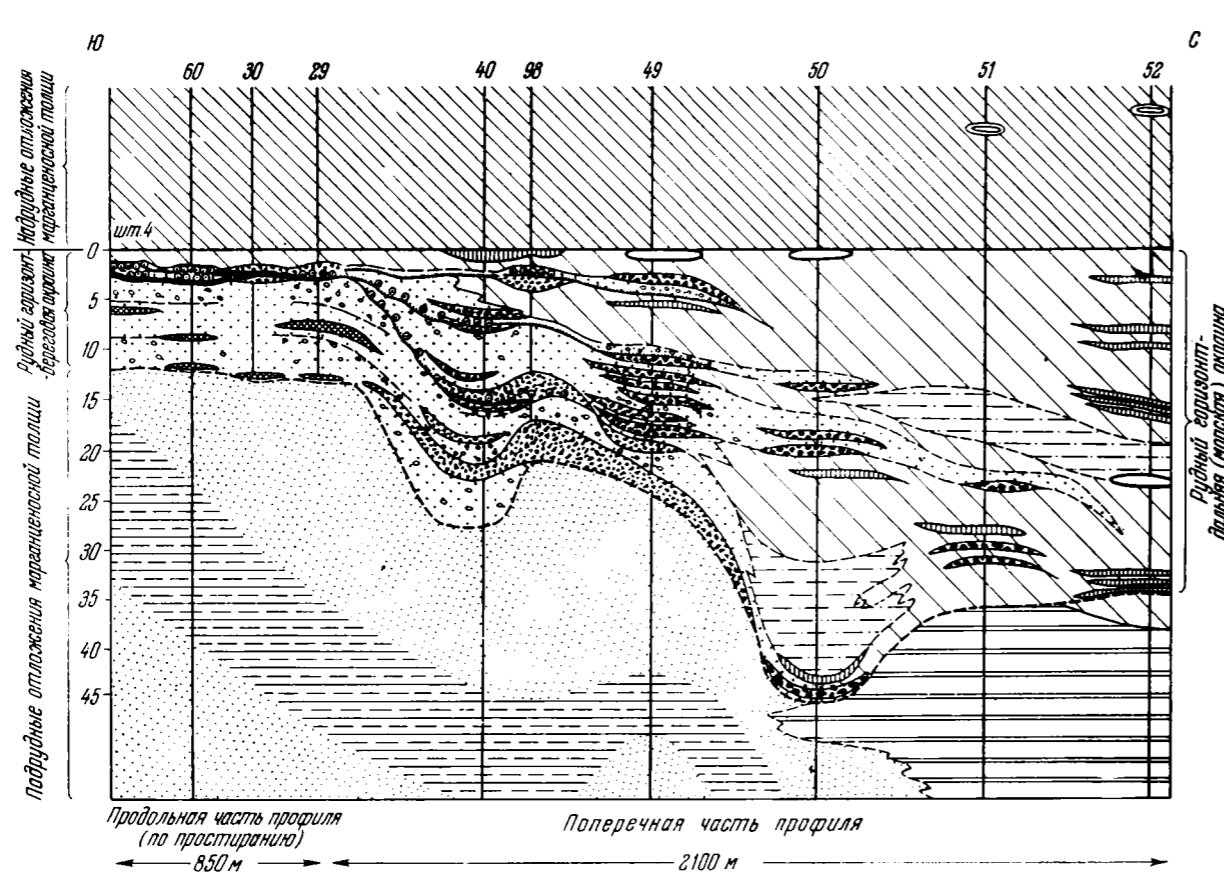 Ю
С
60 30 29 40 98 49 50 51 52
Надрудные отложения
марганценосной толщи
шт.4
Рудный горизонт-
-береговая окраина
Подрудные отложения марганценосной толщи
0
5
10
15
20
25
30
35
40
45
Рудный горизонт-
дальняя (морская) окраина
Продольная часть профиля
(по простиранию)
Поперечная часть профиля
850 м
2100 м